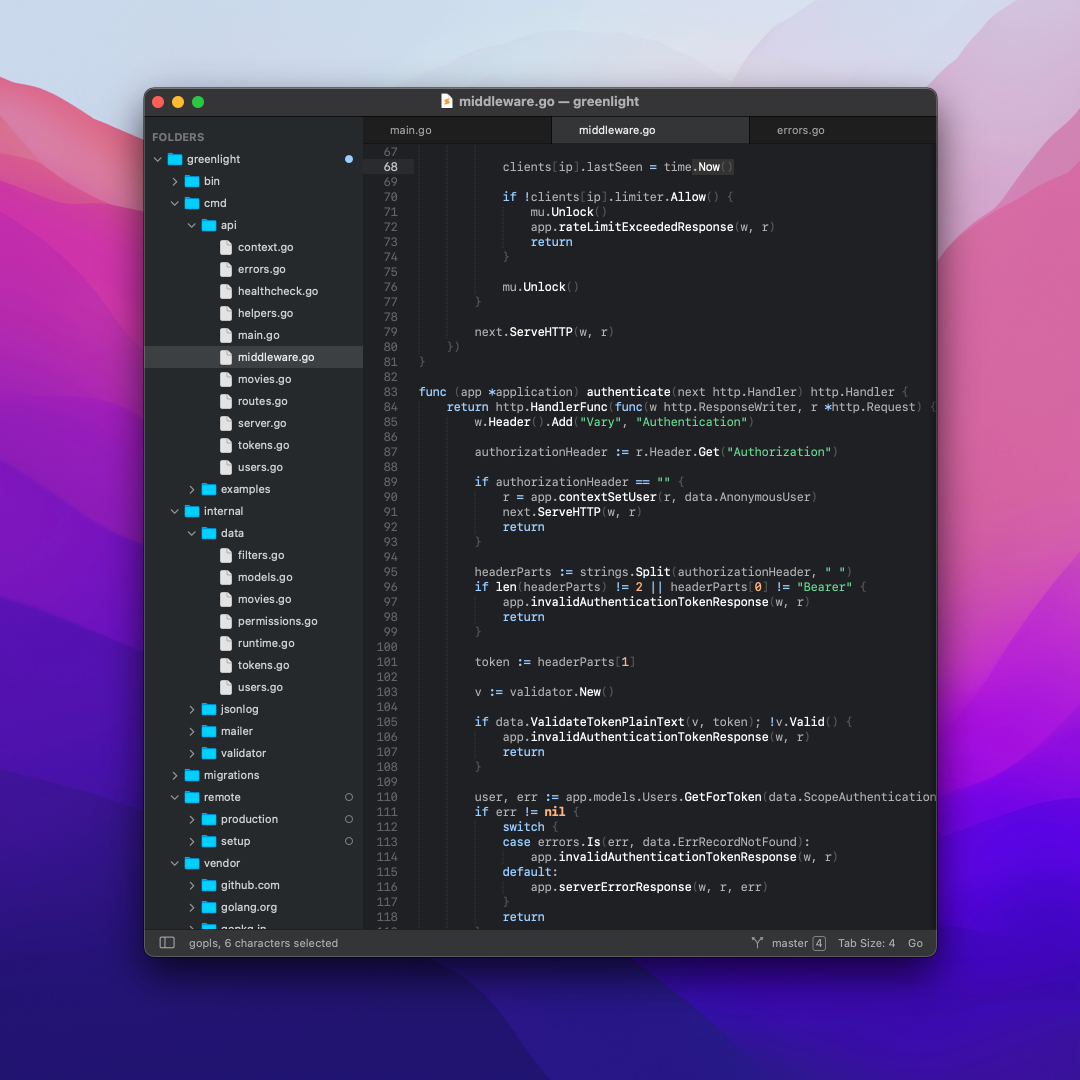 middleware.go — greenlight
FOLDERS
greenlight
bin
cmd
api
context.go
errors.go
healthcheck.go
helpers.go
main.go
middleware.go
movies.go
routes.go
server.go
tokens.go
users.go
examples
internal
data
filters.go
models.go
movies.go
permissions.go
runtime.go
tokens.go
users.go
jsonlog
mailer
validator
migrations
remote
production
setup
vendor
github.com
golang.org
gopkg.in
main.go
middleware.go
errors.go
67
68 clients[ip].lastSeen = time.Now()
69
70 if !clients[ip].limiter.Allow() {
71 mu.Unlock()
72 app.rateLimitExceededResponse(w, r)
73 return
74 }
75
76 mu.Unlock()
77 }
78
79 next.ServeHTTP(w, r)
80 })
81 }
82
83 func (app *application) authenticate(next http.Handler) http.Handler {
84 return http.HandlerFunc(func(w http.ResponseWriter, r *http.Request) {
85 w.Header().Add("Vary", "Authentication")
86
87 authorizationHeader := r.Header.Get("Authorization")
88
89 if authorizationHeader == "" {
90 r = app.contextSetUser(r, data.AnonymousUser)
91 next.ServeHTTP(w, r)
92 return
93 }
94
95 headerParts := strings.Split(authorizationHeader, " ")
96 if len(headerParts) != 2 || headerParts[0] != "Bearer" {
97 app.invalidAuthenticationTokenResponse(w, r)
98 return
99 }
100
101 token := headerParts[1]
102
103 v := validator.New()
104
105 if data.ValidateTokenPlainText(v, token); !v.Valid() {
106 app.invalidAuthenticationTokenResponse(w, r)
107 return
108 }
109
110 user, err := app.models.Users.GetForToken(data.ScopeAuthentication
111 if err != nil {
112 switch {
113 case errors.Is(err, data.ErrRecordNotFound):
114 app.invalidAuthenticationTokenResponse(w, r)
115 default:
116 app.serverErrorResponse(w, r, err)
117 }
118 return
gopls, 6 characters selected
master 4 Tab Size: 4 Go